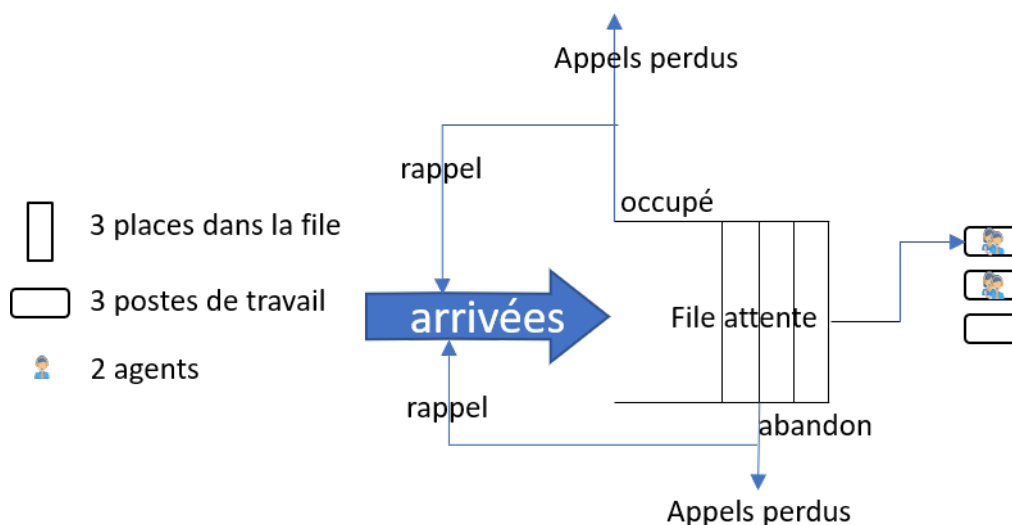 Appels perdus
rappel
occupé
3 places dans la file
3 postes de travail
arrivées
File attente
2 agents
rappel
abandon
Appels perdus